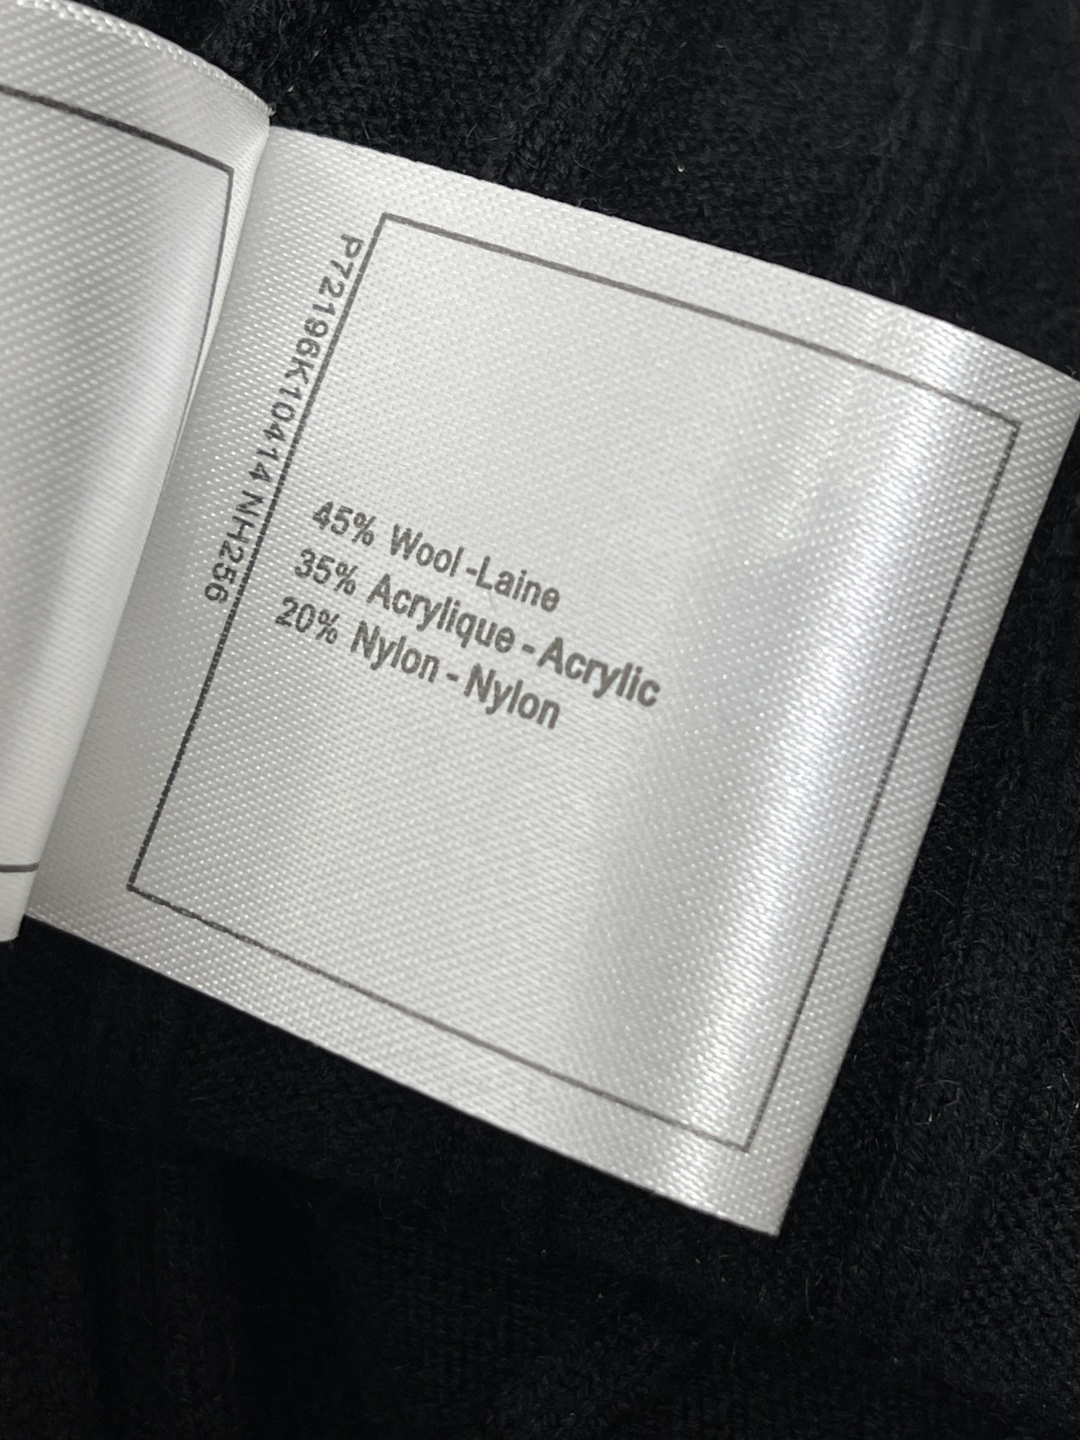 P72196K10414 NH256
45% Wool -Laine
35% Acrylique - Acrylic
20% Nylon - Nylon